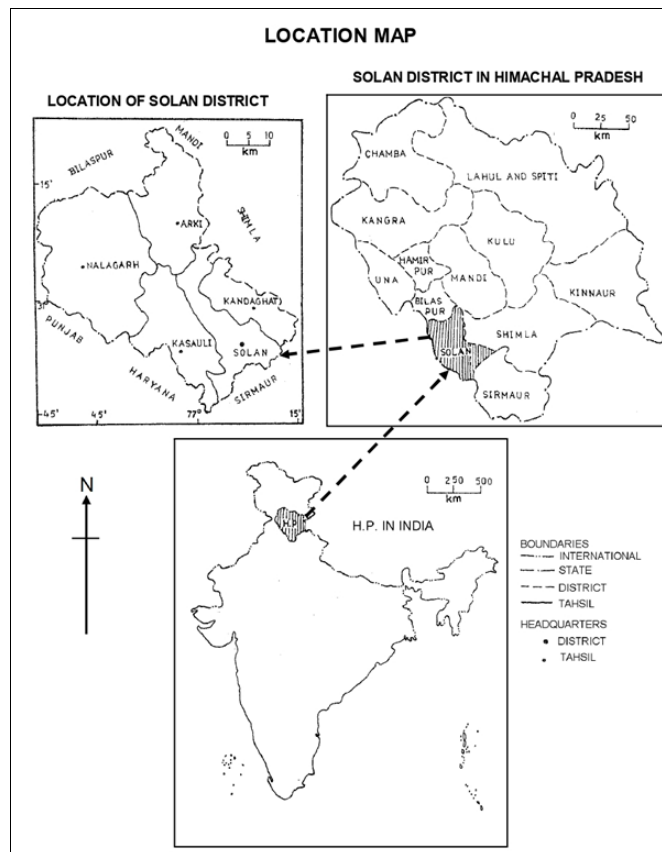 LOCATION MAP
LOCATION OF SOLAN DISTRICT
0 5 10
km
MANDI
BILASPUR
SHIMLA
15'
ARKI
NALAGARH
KANDAGHAT
31
PUNJAB
KASAULI
SOLAN
HARYANA
SIRMAUR
45'
45'
77°
15'
SOLAN DISTRICT IN HIMACHAL PRADESH
0 25 50
km
CHAMBA
LAHUL AND SPITI
KANGRA
KULU
HAMIR
PUR
UNA
MANDI
KINNAUR
BILAS
PUR
SHIMLA
SOLAN
SIRMAUR
N
0 250 500
km
H.P.
H.P. IN INDIA
BOUNDARIES
INTERNATIONAL
STATE
DISTRICT
TAHSIL
HEADQUARTERS
DISTRICT
TAHSIL